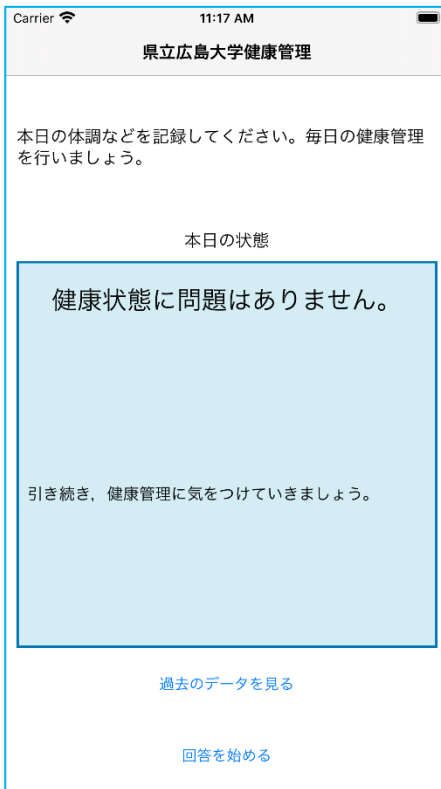 Carrier 11:17 AM
県立広島大学健康管理
本日の体調などを記録してください。毎日の健康管理
を行いましょう。
本日の状態
健康状態に問題はありません。
引き続き，健康管理に気をつけていきましょう。
過去のデータを見る
回答を始める